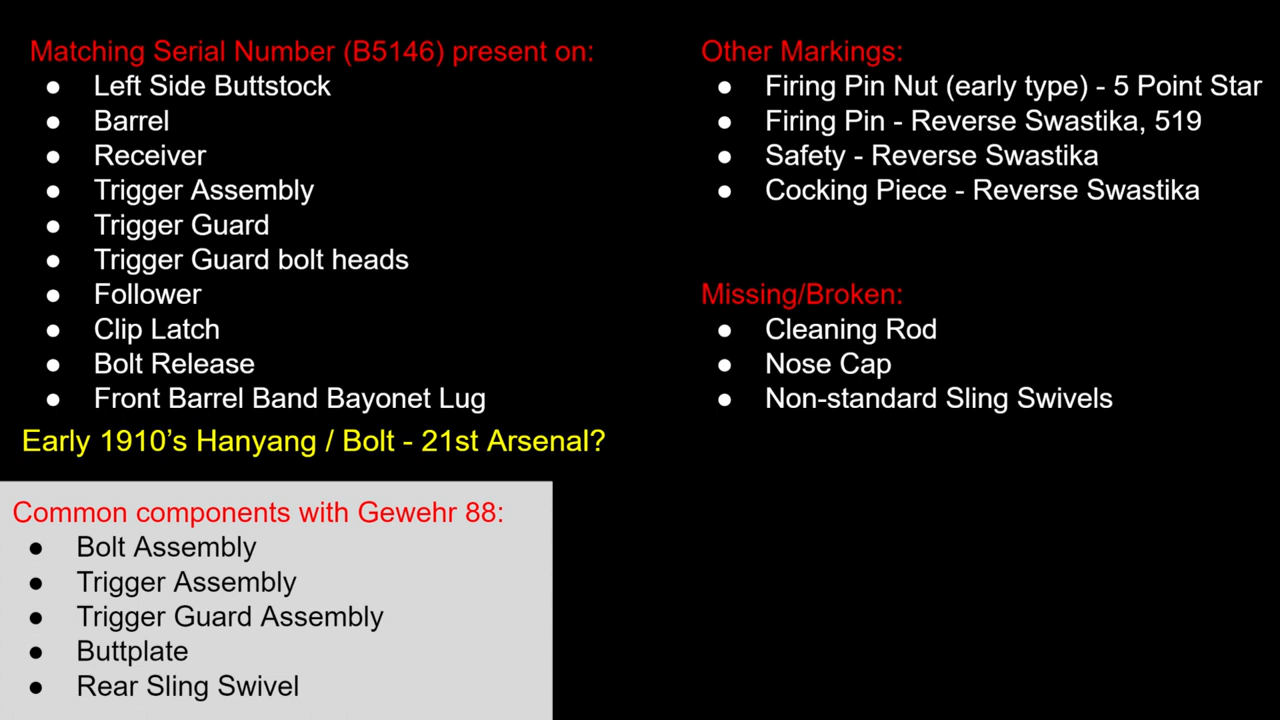 Matching Serial Number (B5146) present on:
● Left Side Buttstock
● Barrel
● Receiver
● Trigger Assembly
● Trigger Guard
● Trigger Guard bolt heads
● Follower
● Clip Latch
● Bolt Release
● Front Barrel Band Bayonet Lug
Early 1910's Hanyang / Bolt - 21st Arsenal?
Common components with Gewehr 88:
● Bolt Assembly
● Trigger Assembly
● Trigger Guard Assembly
● Buttplate
● Rear Sling Swivel
Other Markings:
● Firing Pin Nut (early type) - 5 Point Star
● Firing Pin - Reverse Swastika, 519
● Safety - Reverse Swastika
● Cocking Piece - Reverse Swastika
Missing/Broken:
● Cleaning Rod
● Nose Cap
● Non-standard Sling Swivels